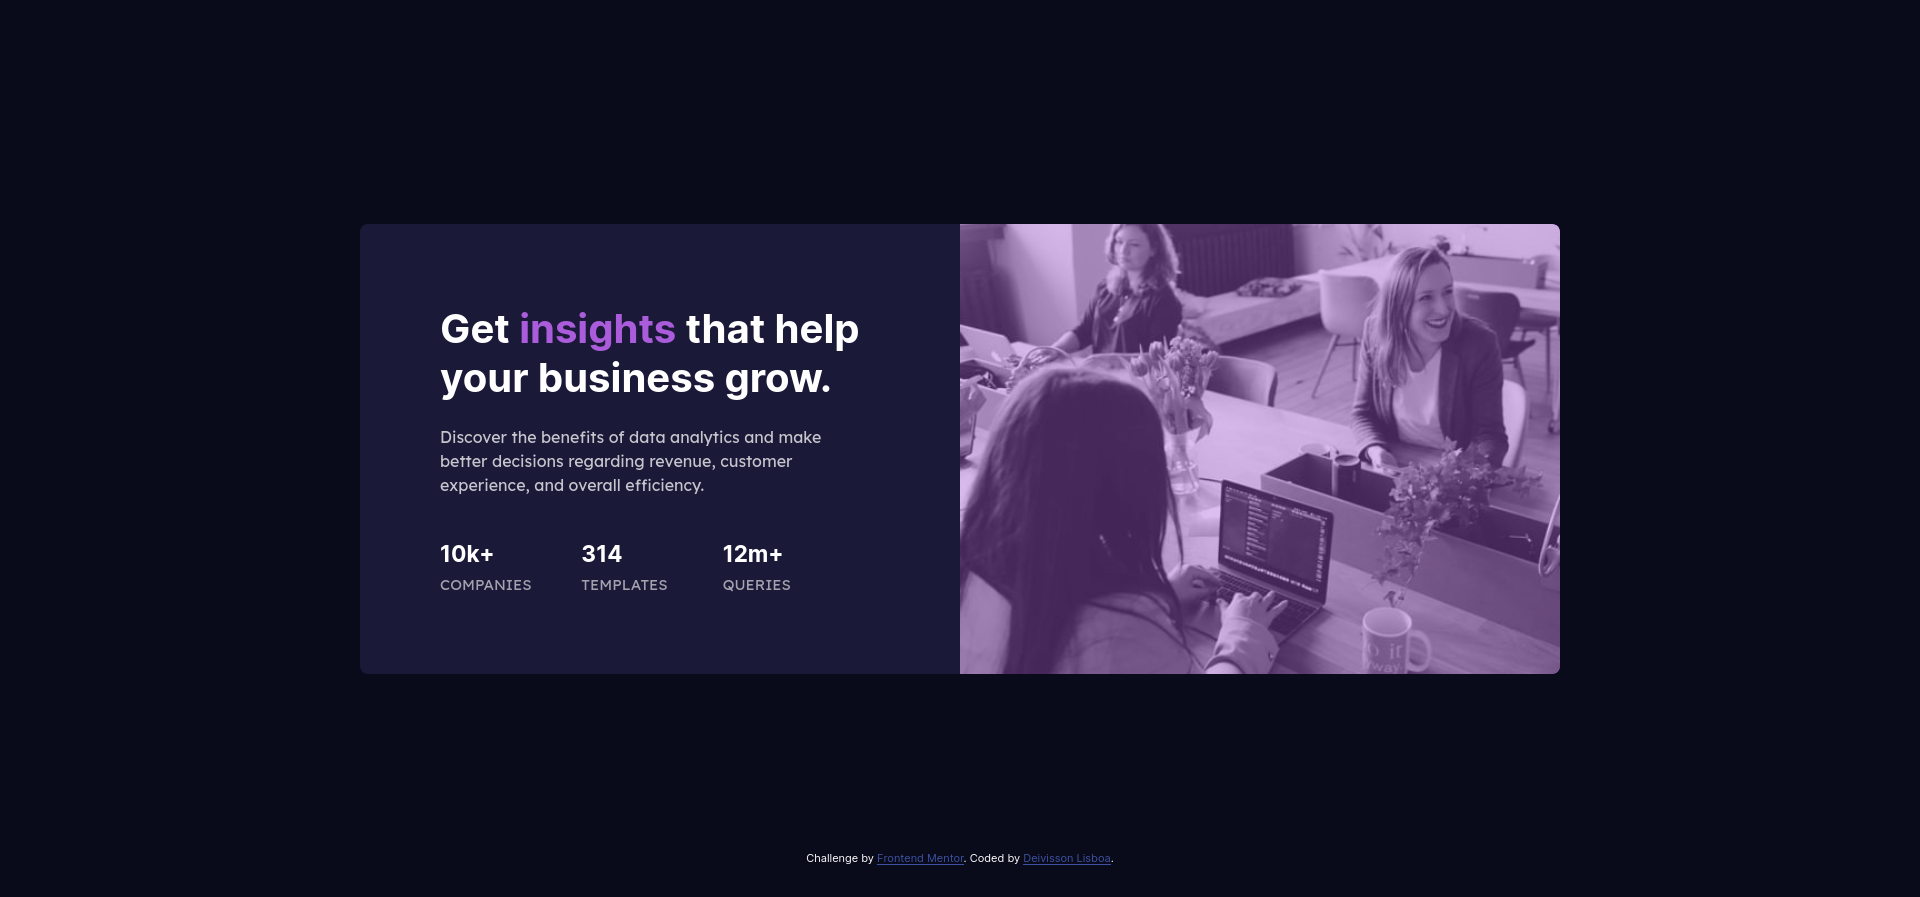 Get insights that help
your business grow.
Discover the benefits of data analytics and make
better decisions regarding revenue, customer
experience, and overall efficiency.
10k+ 314 12m+
COMPANIES TEMPLATES QUERIES
Challenge by Frontend Mentor. Coded by Deivisson Lisboa.